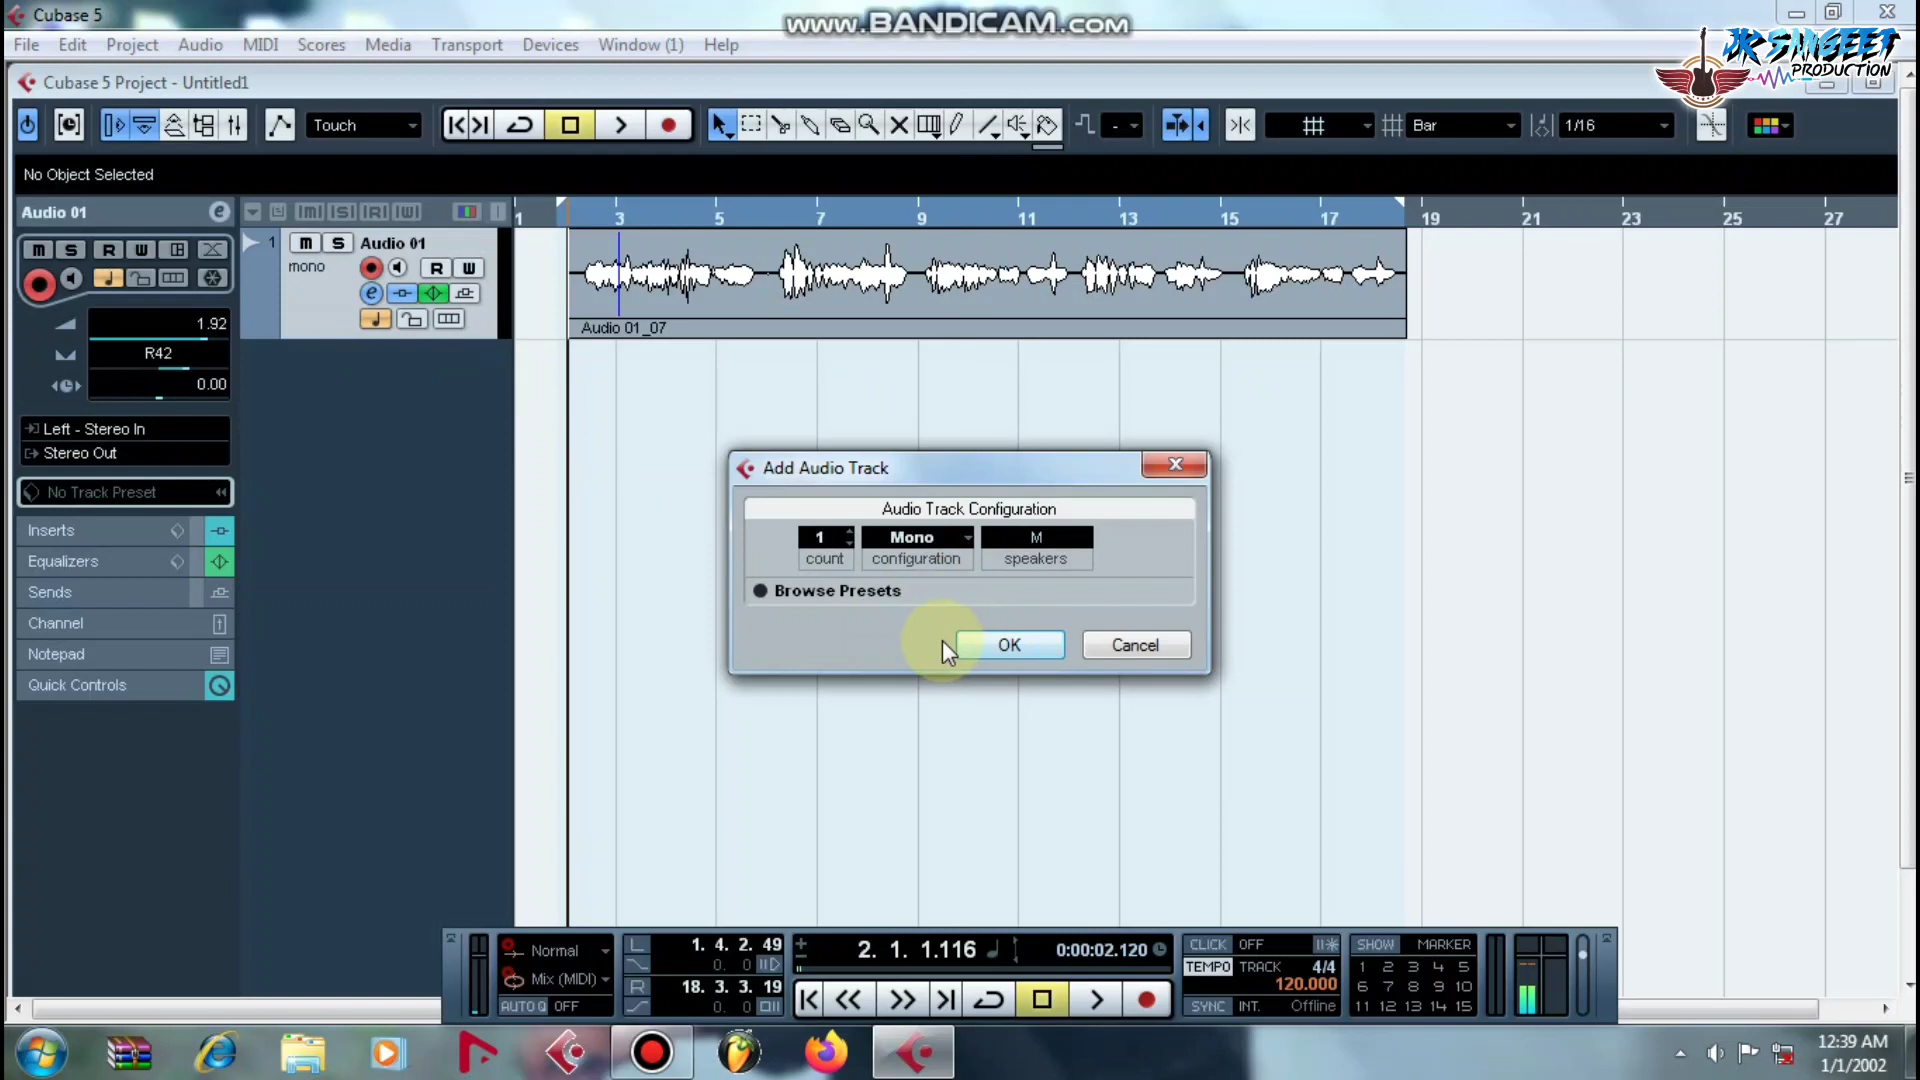 Cubase 5
www.BANDICAM.com
File Edit Project Audio MIDI Scores Media Transport Devices Window (1) Help
JK SANGEET
PRODUCTION
Cubase 5 Project - Untitled1
Touch
-
Bar
1/16
No Object Selected
Audio 01
M S R W
1.92
R42
0.00
Left - Stereo In
Stereo Out
No Track Preset
Inserts
Equalizers
Sends
Channel
Notepad
Quick Controls
M S R W
1 M S Audio 01
mono
R W
1 3 5 7 9 11 13 15 17 19 21 23 25 27
Audio 01_07
Add Audio Track
Audio Track Configuration
1 Mono M
count configuration speakers
Browse Presets
OK Cancel
Normal
Mix (MIDI)
AUTO Q OFF
L 1. 4. 2. 49
0. 0
R 18. 3. 3. 19
0. 0
2. 1. 1.116 0:00:02.120
CLICK OFF
TEMPO TRACK 4/4
120.000
SYNC INT. Offline
SHOW MARKER
1 2 3 4 5
6 7 8 9 10
11 12 13 14 15
12:39 AM
1/1/2002